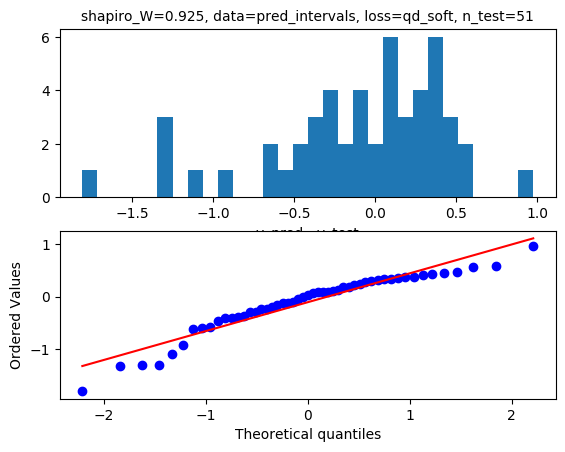 shapiro_W=0.925, data=pred_intervals, loss=qd_soft, n_test=51
6
4
2
0
−1.5 −1.0 −0.5 0.0 0.5 1.0
1
0
−1
Ordered Values
−2 −1 0 1 2
Theoretical quantiles